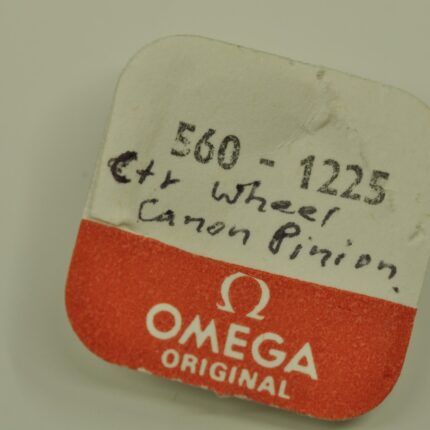 560 - 1225
Ctr Wheel
Canon Pinion.
Ω
OMEGA
ORIGINAL